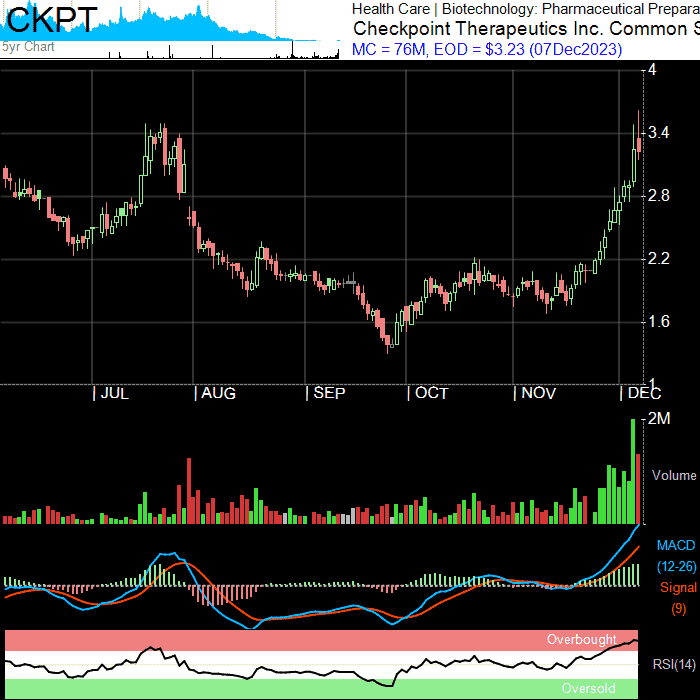 CKPT
5yr Chart
Health Care | Biotechnology: Pharmaceutical Prepara
Checkpoint Therapeutics Inc. Common S
MC = 76M, EOD = $3.23 (07Dec2023)
4
3.4
2.8
2.2
1.6
1
JUL AUG SEP OCT NOV DEC
2M
Volume
MACD
(12-26)
Signal
(9)
Overbought
RSI(14)
Oversold